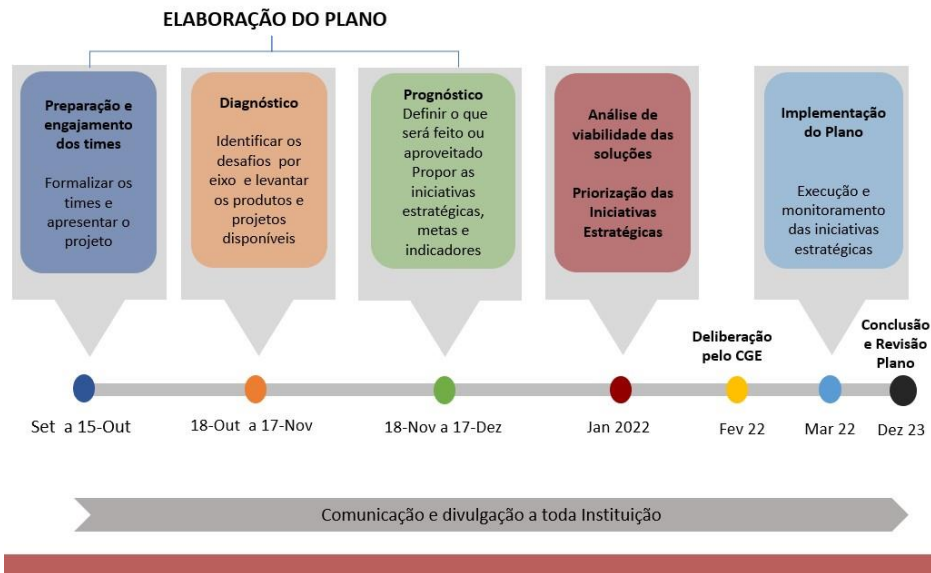 ELABORAÇÃO DO PLANO
Preparação e
engajamento
dos times
Formalizar os
times e
apresentar o
projeto
Diagnóstico
Identificar os
desafios por
eixo e levantar
os produtos e
projetos
disponíveis
Prognóstico
Definir o que
será feito ou
aproveitado
Propor as
iniciativas
estratégicas,
metas e
indicadores
Análise de
viabilidade das
soluções
Priorização das
Iniciativas
Estratégicas
Implementação
do Plano
Execução e
monitoramento
das iniciativas
estratégicas
Deliberação
pelo CGE
Conclusão
e Revisão
Plano
Set a 15-Out
18-Out a 17-Nov
18-Nov a 17-Dez
Jan 2022
Fev 22
Mar 22
Dez 23
Comunicação e divulgação a toda Instituição